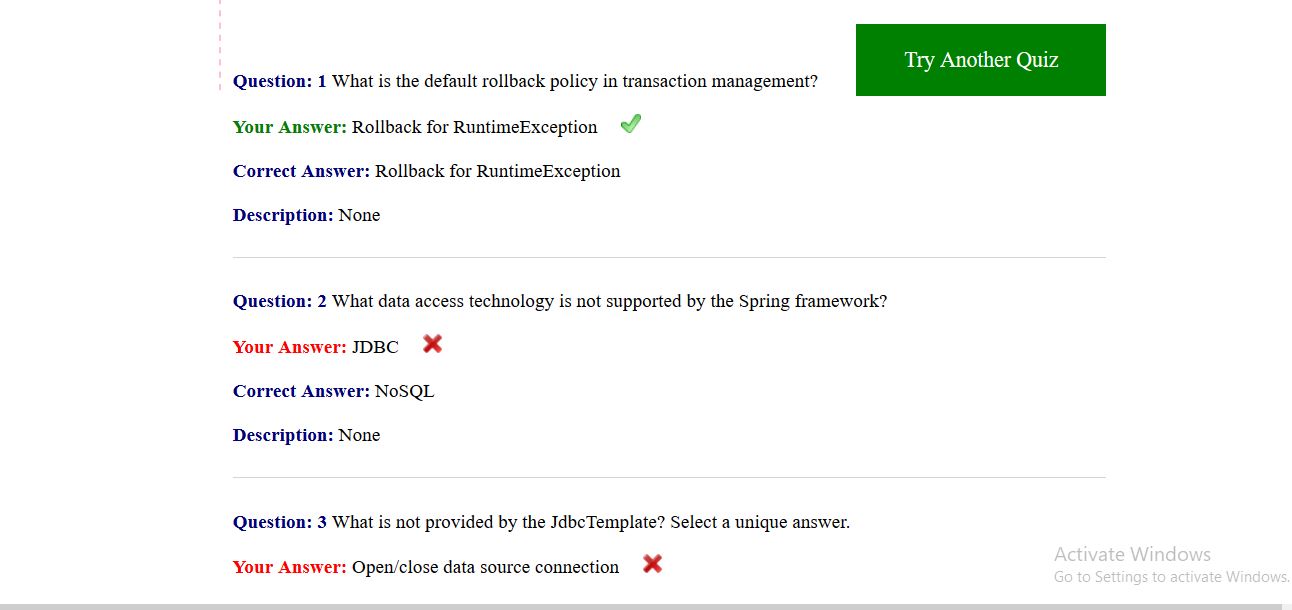 Try Another Quiz
Question: 1 What is the default rollback policy in transaction management?
Your Answer: Rollback for RuntimeException
Correct Answer: Rollback for RuntimeException
Description: None
Question: 2 What data access technology is not supported by the Spring framework?
Your Answer: JDBC
Correct Answer: NoSQL
Description: None
Question: 3 What is not provided by the JdbcTemplate? Select a unique answer.
Your Answer: Open/close data source connection
Activate Windows
Go to Settings to activate Windows.